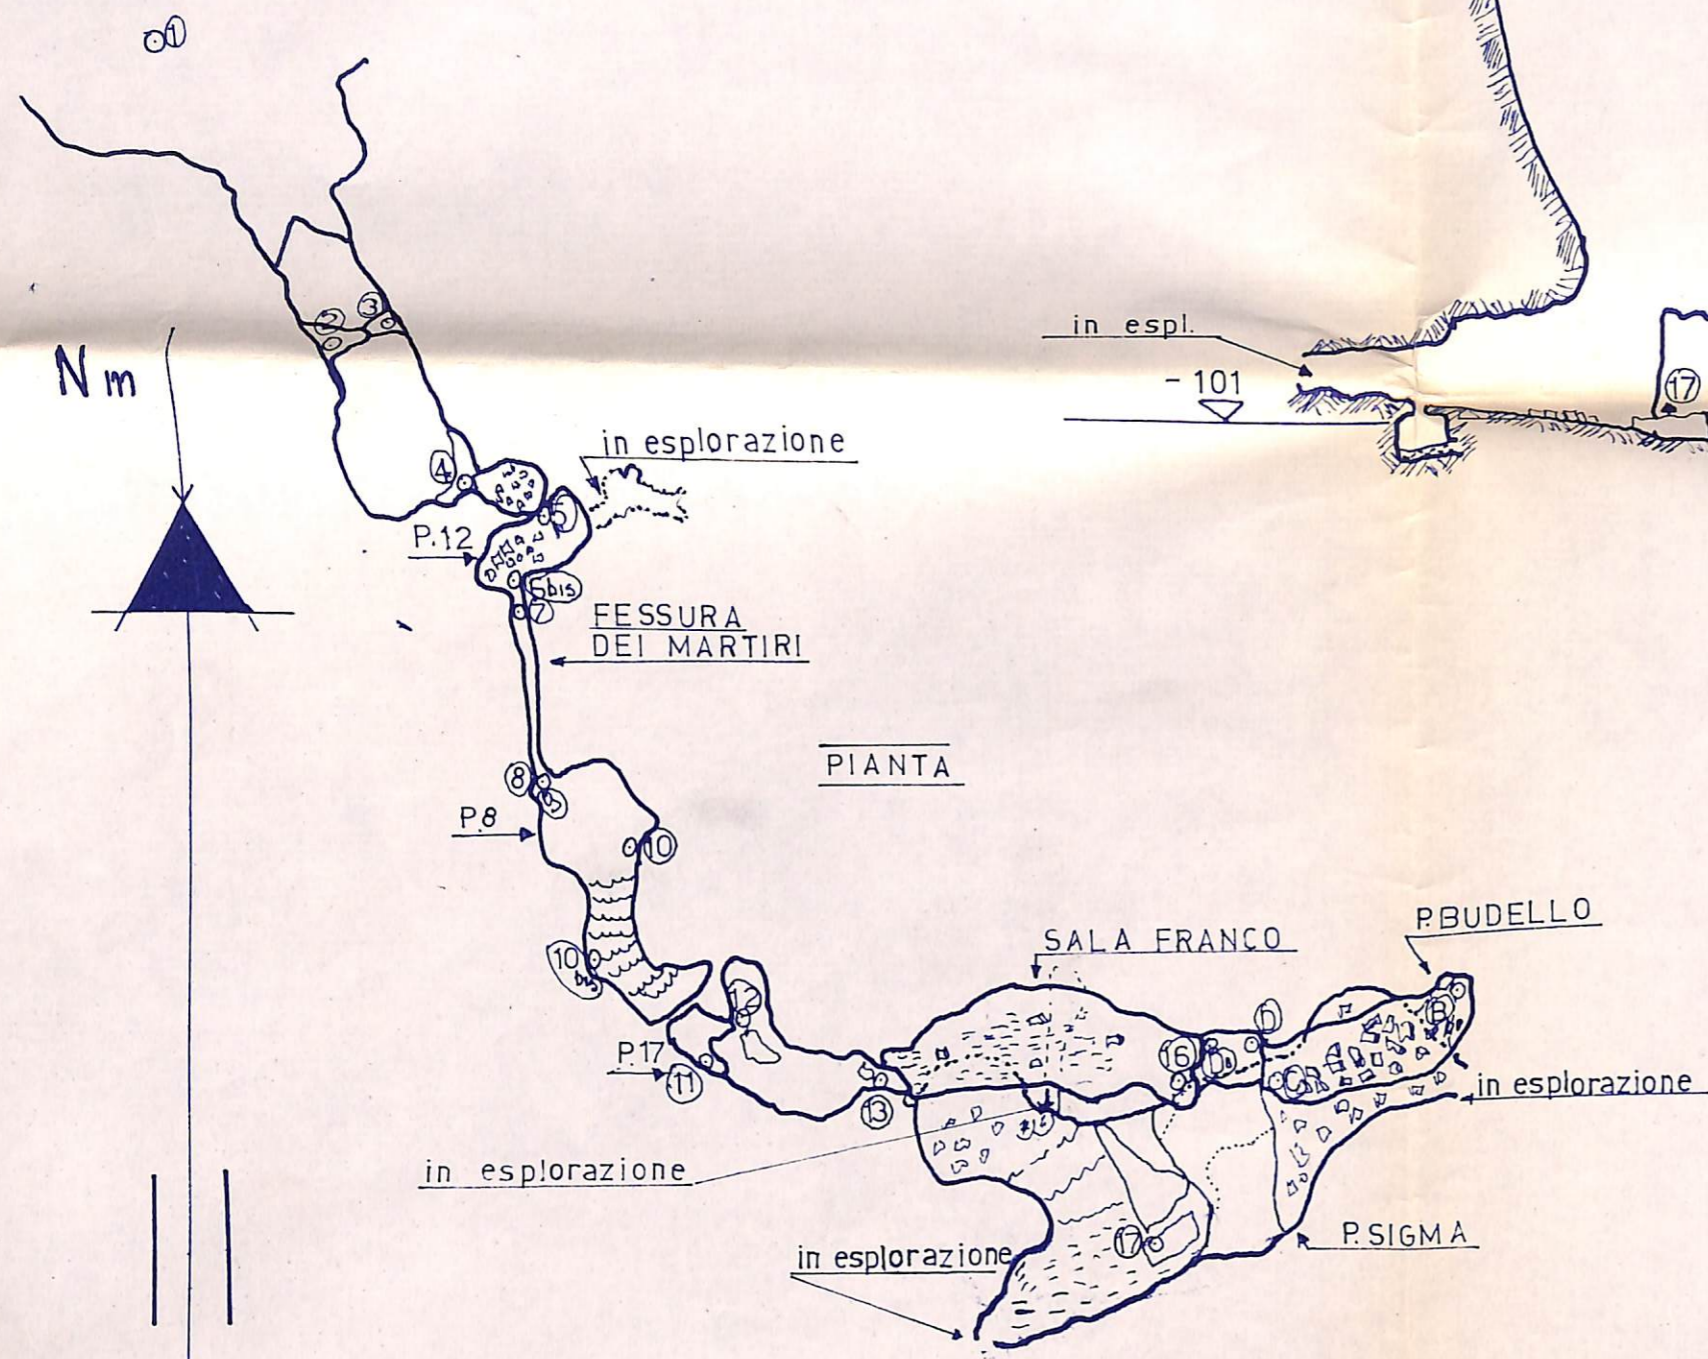 1
3
2
N m
in espl.
- 101
17
in esplorazione
4
5
P.12
5bis
7
FESSURA
DEI MARTIRI
PIANTA
8
9
P.8
10
P.BUDELLO
SALA FRANCO
10
bis
12
B
D
P.17
16
11
C
in esplorazione
13
in esplorazione
17
P.SIGMA
in esplorazione